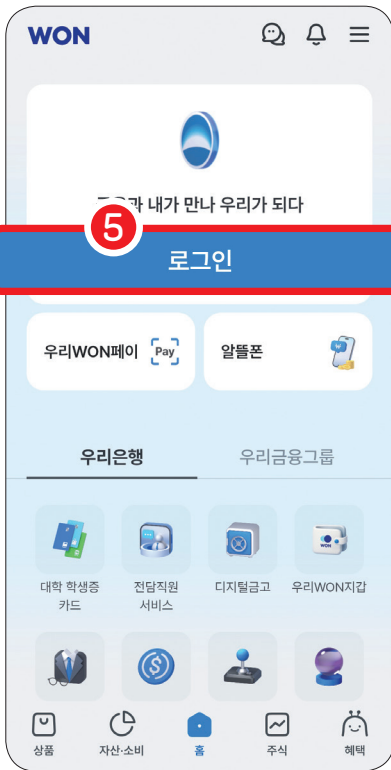 WON
내가 만나 우리가 되다
5
로그인
우리WON페이
Pay
알뜰폰
우리은행
우리금융그룹
대학 학생증
카드
전담직원
서비스
디지털금고
우리WON지갑
상품
자산·소비
홈
주식
혜택